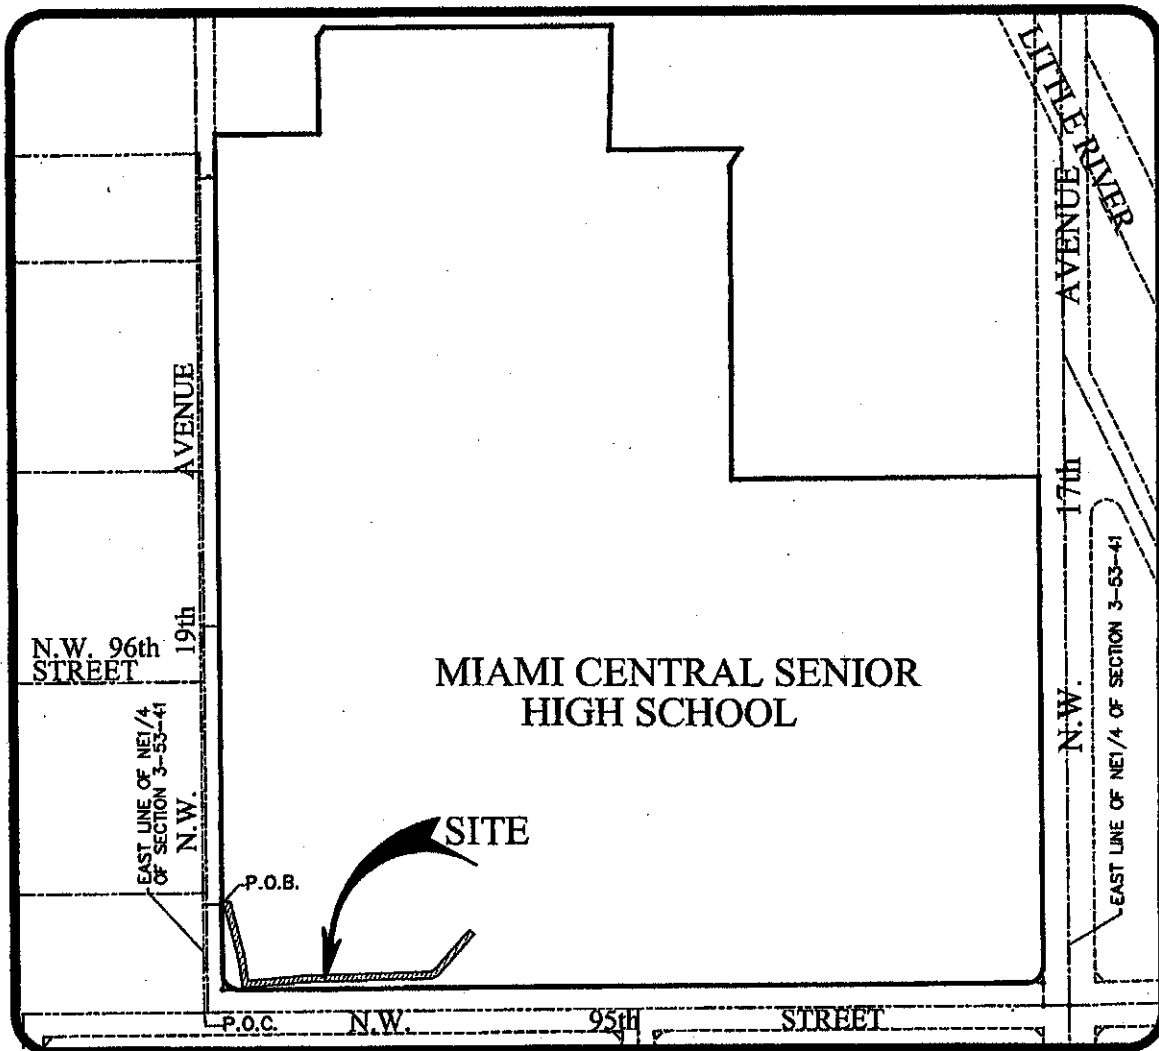 LITTLE RIVER
N.W. 17th AVENUE
N.W. 19th AVENUE
N.W. 96th
STREET
MIAMI CENTRAL SENIOR
HIGH SCHOOL
EAST LINE OF NE1/4
OF SECTION 3-53-41
EAST LINE OF NE1/4 OF SECTION 3-53-41
SITE
P.O.B.
P.O.C.
N.W. 95th STREET